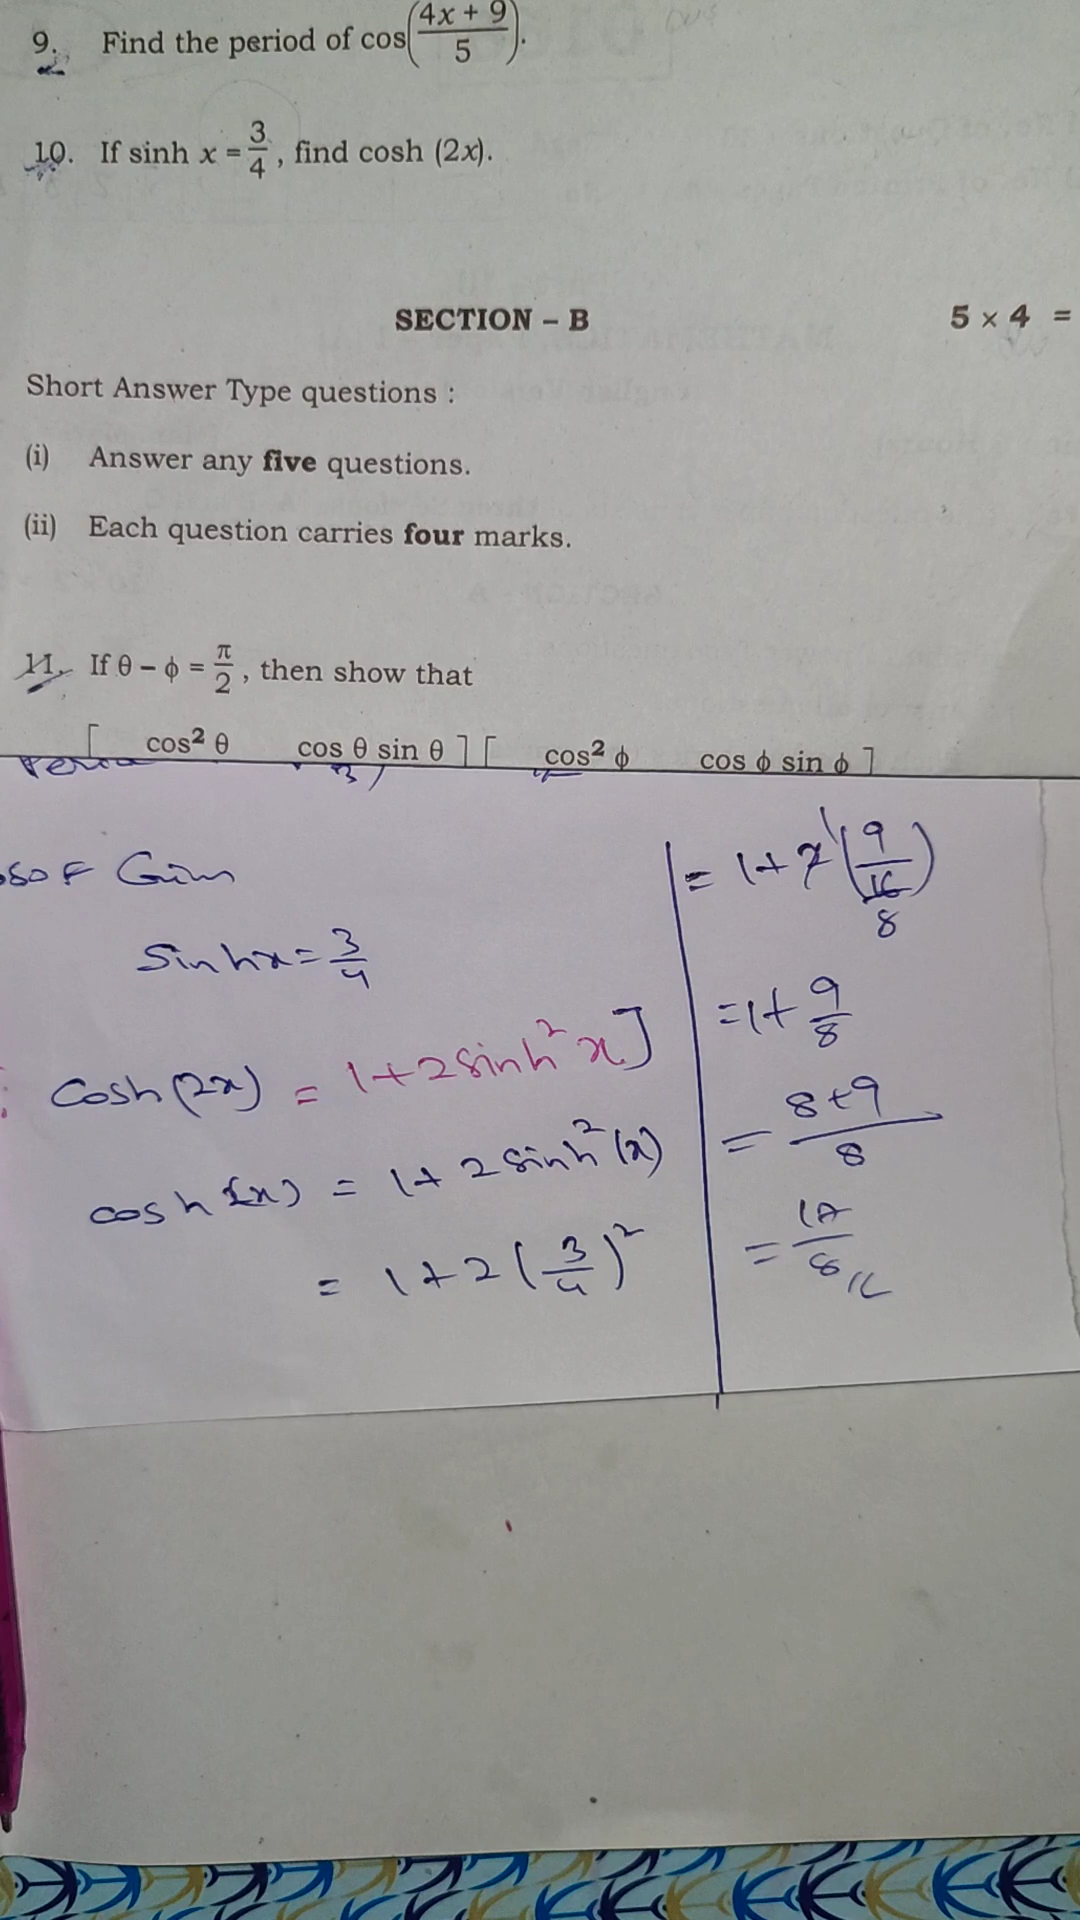 9. Find the period of cos((4x + 9)/5).
10. If sinh x = 3/4, find cosh (2x).
SECTION – B
5 × 4 =
Short Answer Type questions :
(i) Answer any five questions.
(ii) Each question carries four marks.
11. If θ – ϕ = π/2, then show that
[ cos² θ cos θ sin θ ] [ cos² ϕ cos ϕ sin ϕ ]
sinhx = 3/4
Cosh(2x) = 1+2sinh²x]
cosh(2x) = 1+2sinh²(x)
= 1+2(3/4)²
= 1+2(9/16) 1 8
= 1+9/8
= 8+9/8
= 17/8